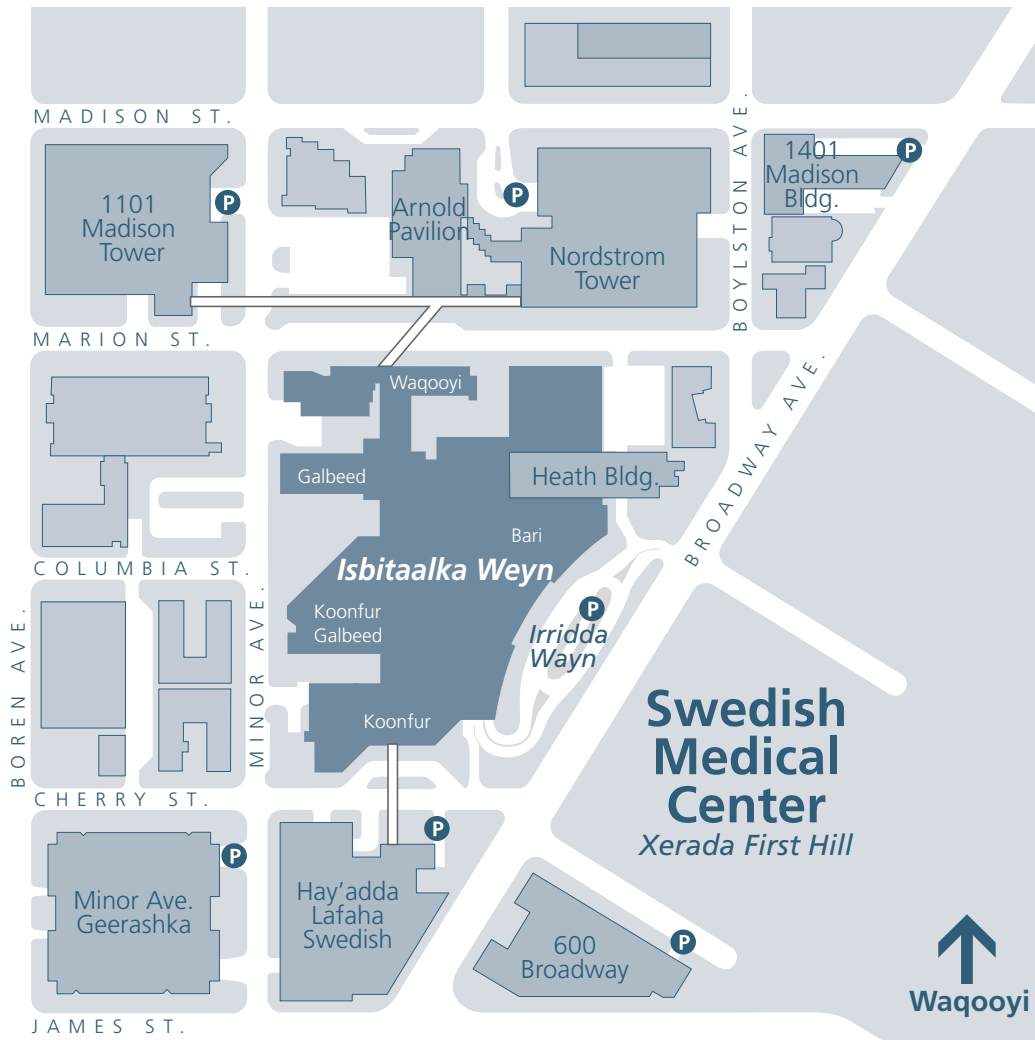 MADISON ST.
BOYLSTON AVE.
1401
Madison
Bldg.
P
1101
Madison
Tower
P
Arnold
Pavilion
P
Nordstrom
Tower
MARION ST.
BROADWAY AVE.
Waqooyi
Galbeed
Heath Bldg.
Bari
Isbitaalka Weyn
COLUMBIA ST.
BOREN AVE.
MINOR AVE.
Koonfur
Galbeed
P
Irridda
Wayn
Koonfur
Swedish
Medical
Center
Xerada First Hill
CHERRY ST.
P
P
Minor Ave.
Geerashka
Hay'adda
Lafaha
Swedish
600
Broadway
P
Waqooyi
JAMES ST.